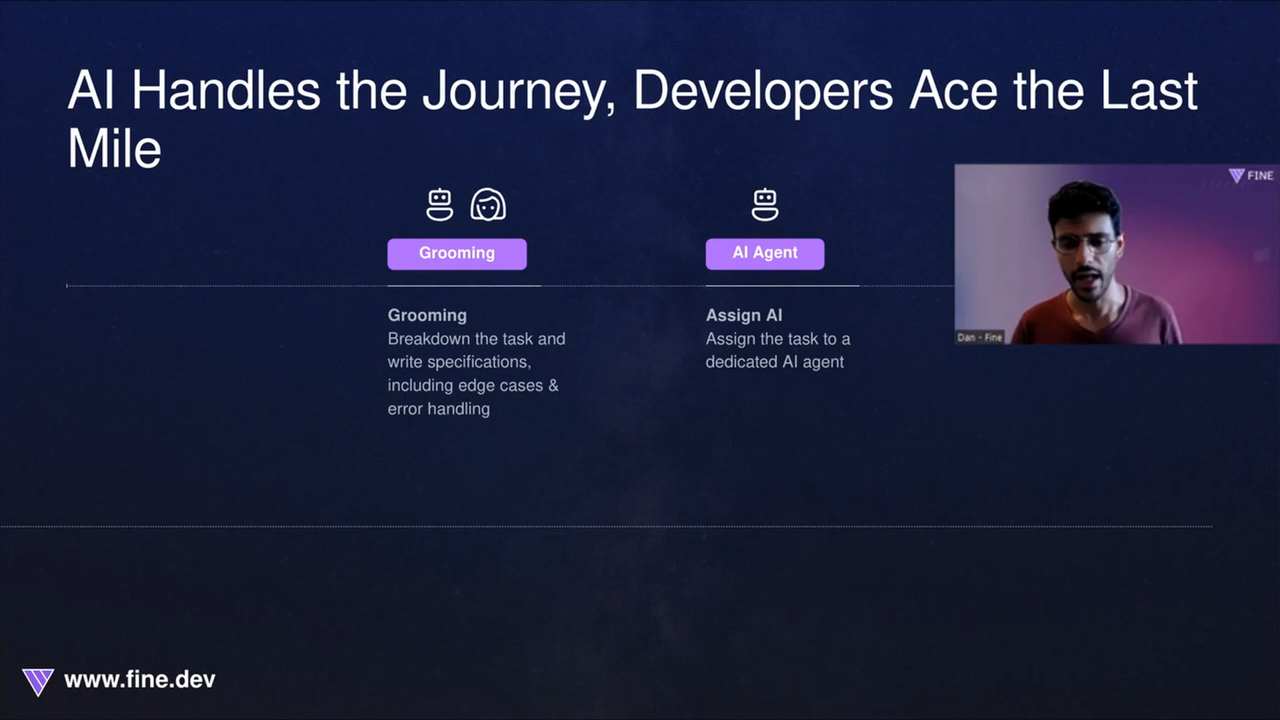 AI Handles the Journey, Developers Ace the Last
Mile
FINE
Grooming
AI Agent
Grooming
Breakdown the task and
write specifications,
including edge cases &
error handling
Assign AI
Assign the task to a
dedicated AI agent
Dan - Fine
www.fine.dev